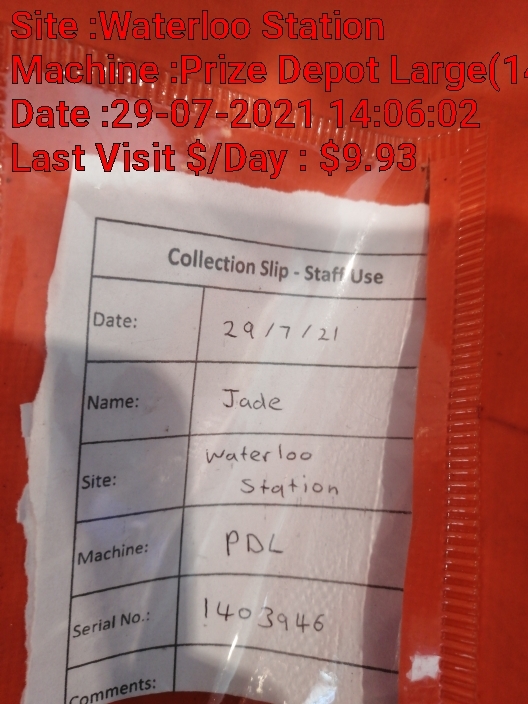 Site :Waterloo Station
Machine :Prize Depot Large(14
Date :29-07-2021 14:06:02
Last Visit $/Day : $9.93
Collection Slip - Staff Use
Date: 29/7/21
Name: Jade
Site: Waterloo
Station
Machine: PDL
Serial No.: 1403946
Comments: